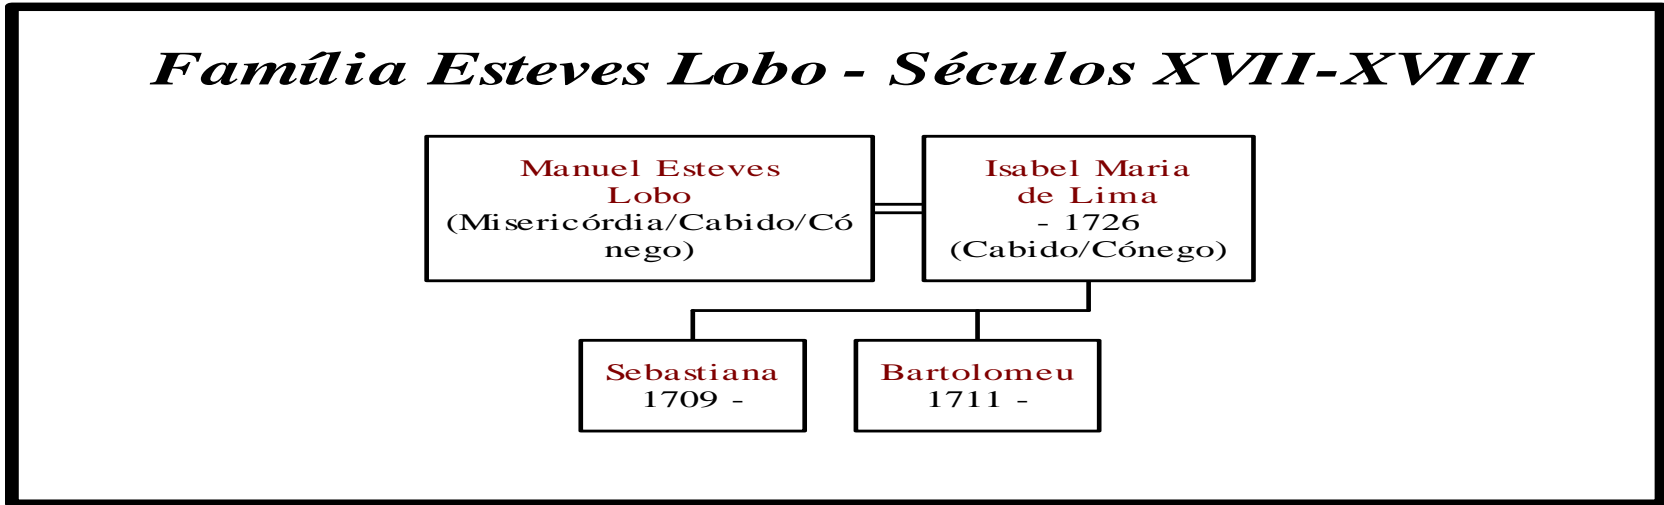 Família Esteves Lobo - Séculos XVII-XVIII
Manuel Esteves
Lobo
(Misericórdia/Cabido/Có
nego)
Isabel Maria
de Lima
- 1726
(Cabido/Cónego)
Sebastiana
1709 -
Bartolomeu
1711 -